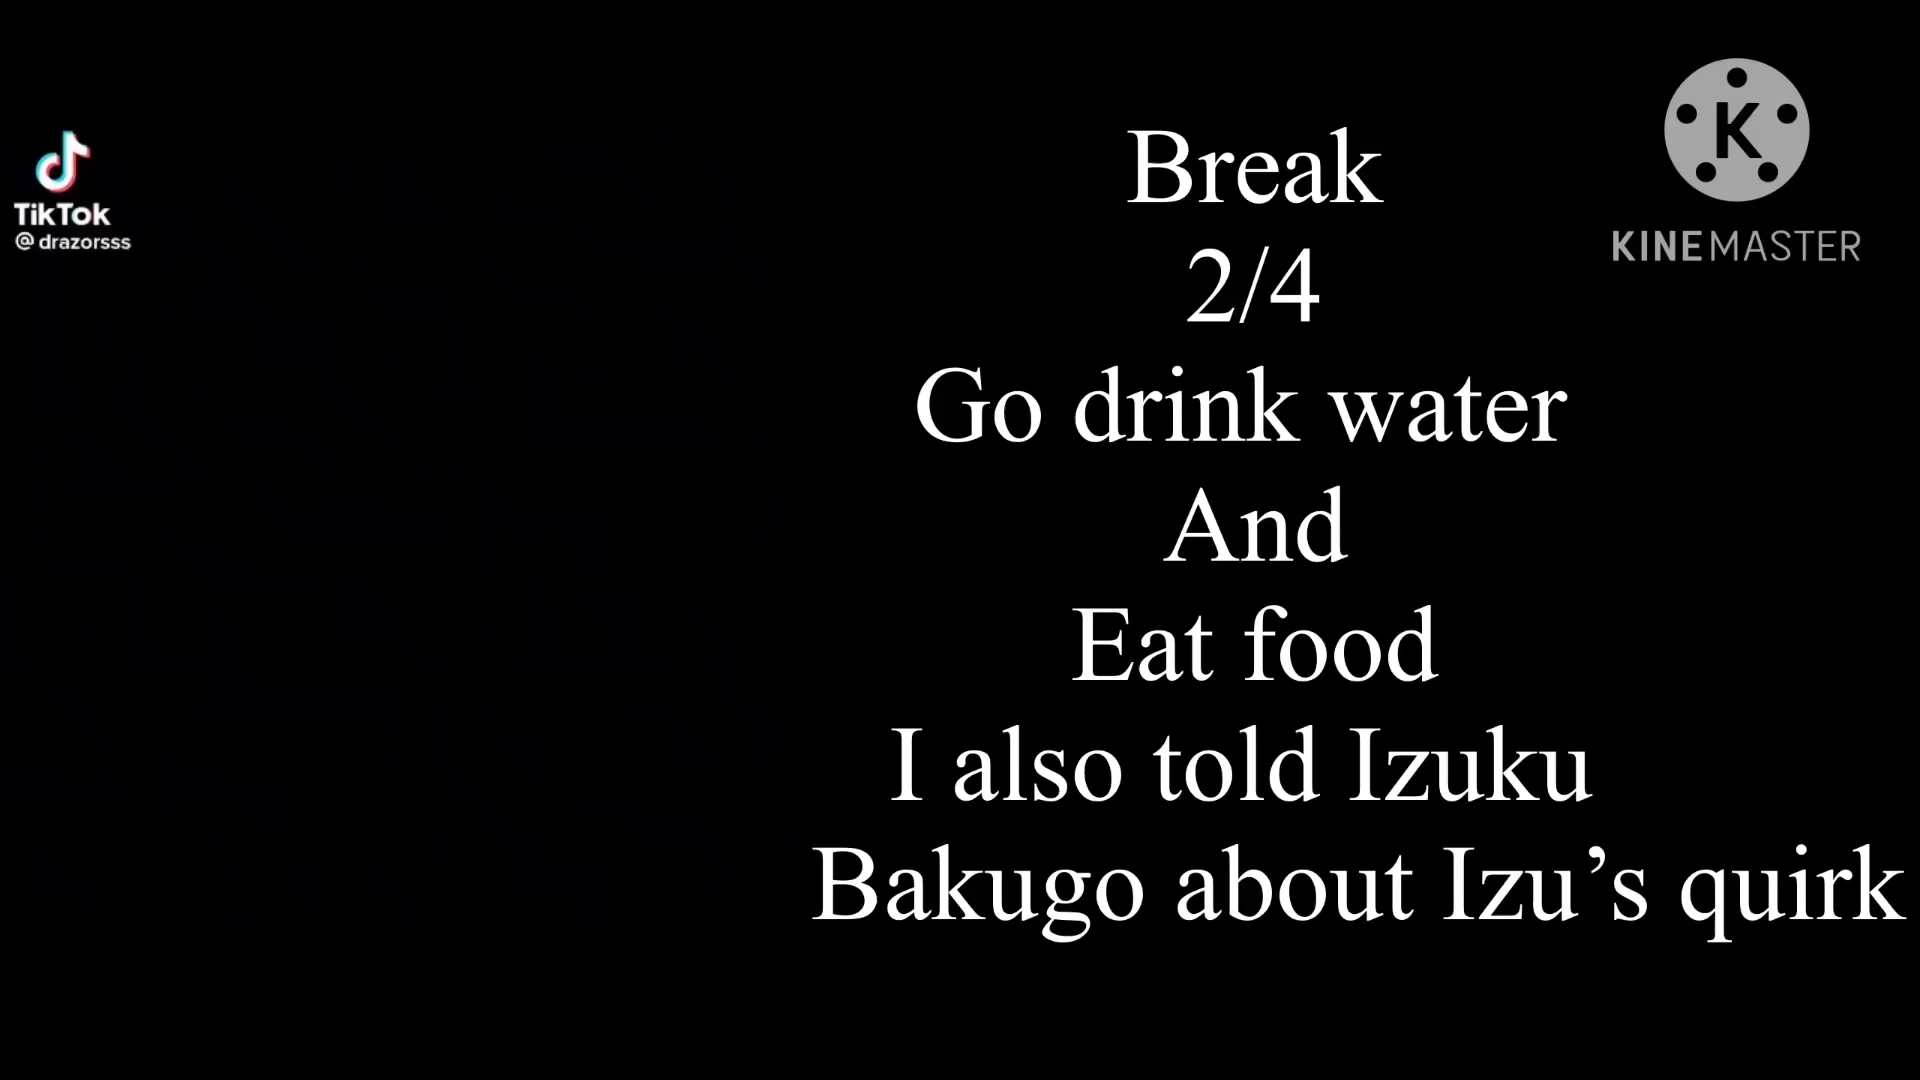 TikTok
@drazorsss
K
KINEMASTER
Break
2/4
Go drink water
And
Eat food
I also told Izuku
Bakugo about Izu’s quirk